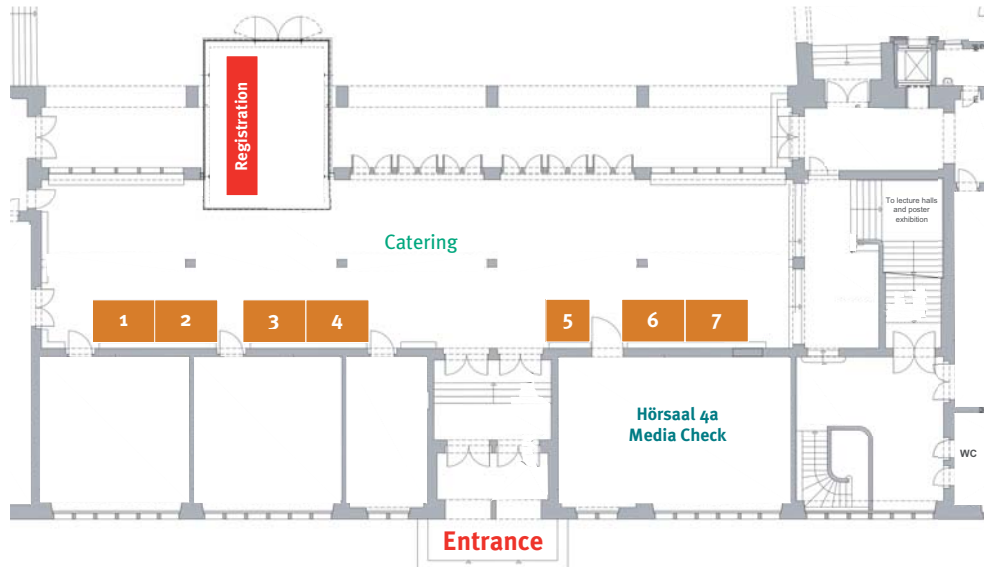 Registration
To lecture halls
and poster
exhibition
Catering
1
2
3
4
5
6
7
Hörsaal 4a
Media Check
WC
Entrance